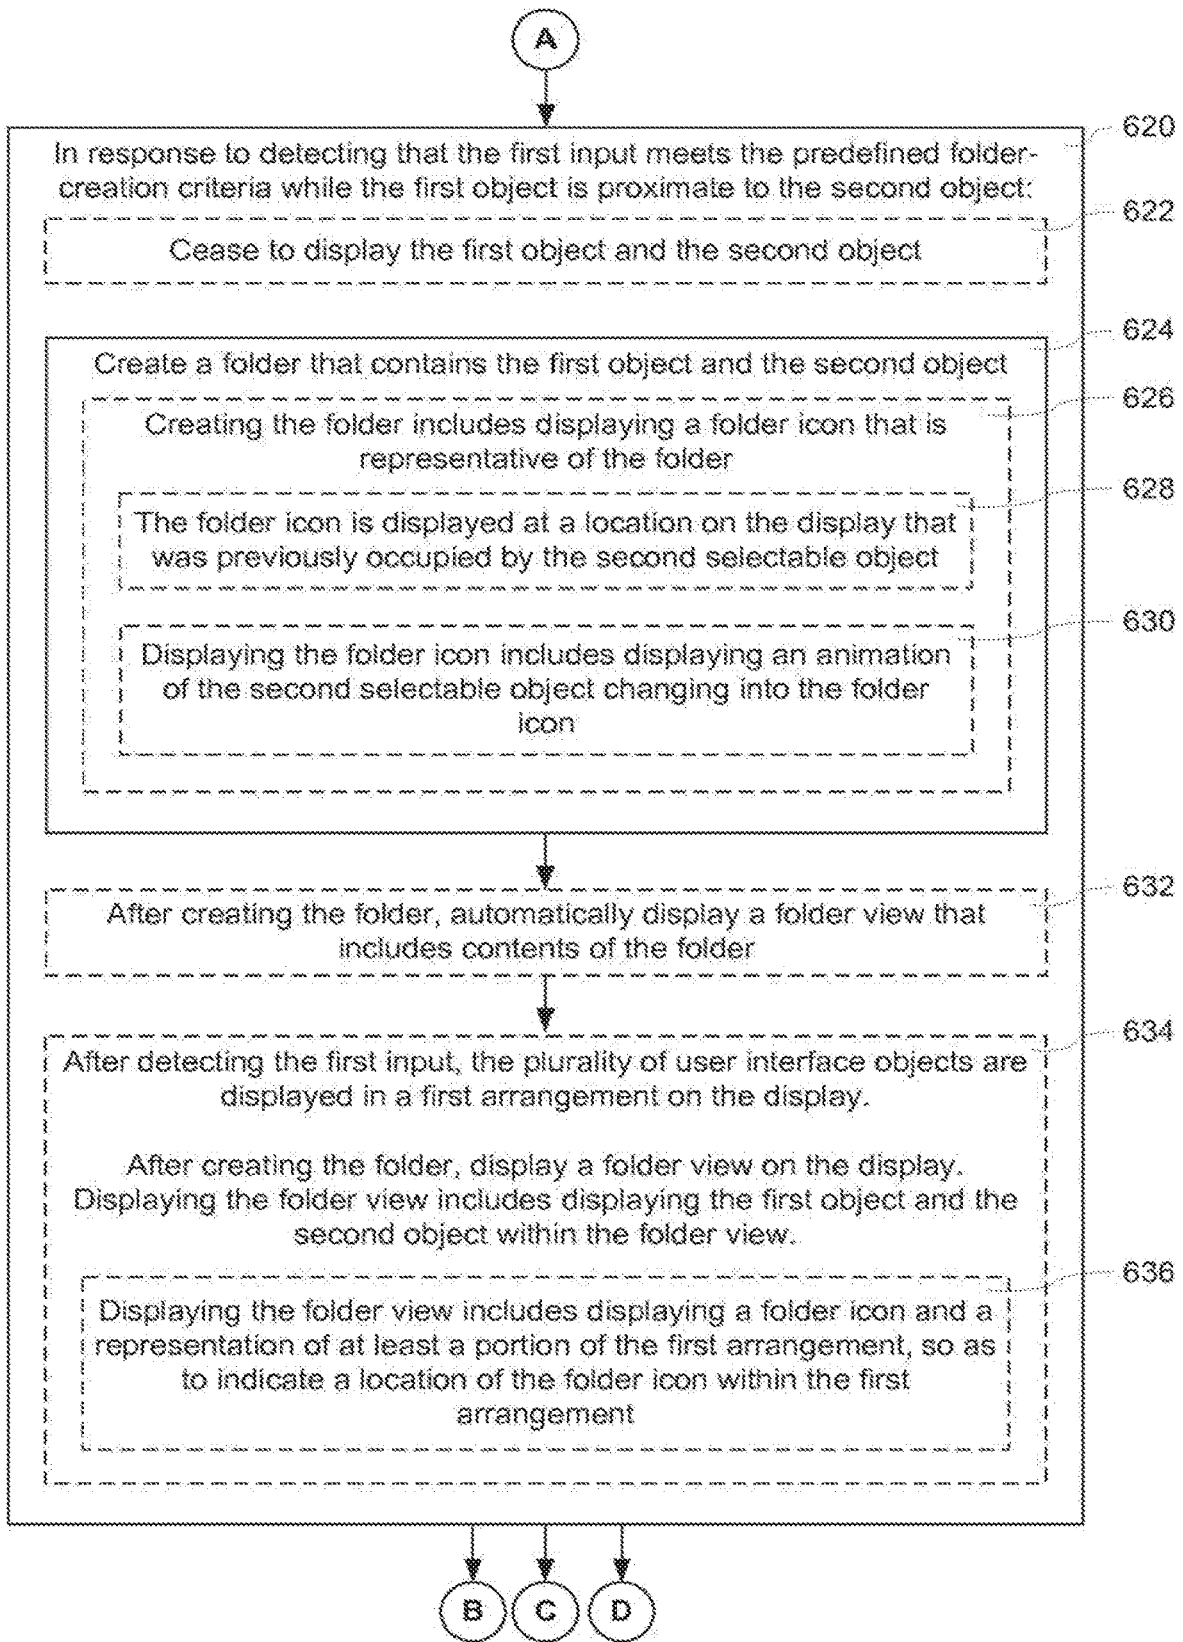 A
620
In response to detecting that the first input meets the predefined folder-
creation criteria while the first object is proximate to the second object:
622
Cease to display the first object and the second object
624
Create a folder that contains the first object and the second object
626
Creating the folder includes displaying a folder icon that is
representative of the folder
628
The folder icon is displayed at a location on the display that
was previously occupied by the second selectable object
630
Displaying the folder icon includes displaying an animation
of the second selectable object changing into the folder
icon
632
After creating the folder, automatically display a folder view that
includes contents of the folder
634
After detecting the first input, the plurality of user interface objects are
displayed in a first arrangement on the display.
After creating the folder, display a folder view on the display.
Displaying the folder view includes displaying the first object and the
second object within the folder view.
636
Displaying the folder view includes displaying a folder icon and a
representation of at least a portion of the first arrangement, so as
to indicate a location of the folder icon within the first
arrangement
B C D